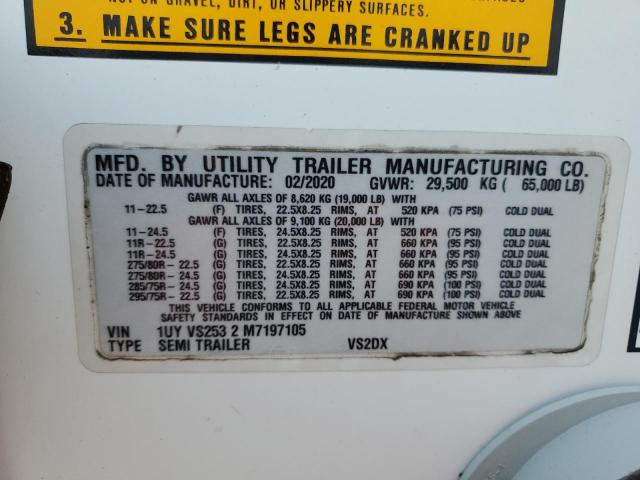 NOT ON GRAVEL, DIRT, OR SLIPPERY SURFACES.
3. MAKE SURE LEGS ARE CRANKED UP
MFD. BY UTILITY TRAILER MANUFACTURING CO.
DATE OF MANUFACTURE: 02/2020 GVWR: 29,500 KG ( 65,000 LB)
GAWR ALL AXLES OF 8,620 KG (19,000 LB) WITH
11-22.5 (F) TIRES, 22.5X8.25 RIMS, AT 520 KPA (75 PSI) COLD DUAL
GAWR ALL AXLES OF 9,100 KG (20,000 LB) WITH
11-24.5 (F) TIRES, 24.5X8.25 RIMS, AT 520 KPA (75 PSI) COLD DUAL
11R-22.5 (G) TIRES, 22.5X8.25 RIMS, AT 660 KPA (95 PSI) COLD DUAL
11R-24.5 (G) TIRES, 24.5X8.25 RIMS, AT 660 KPA (95 PSI) COLD DUAL
275/80R-22.5 (G) TIRES, 22.5X8.25 RIMS, AT 660 KPA (95 PSI) COLD DUAL
275/80R-24.5 (G) TIRES, 24.5X8.25 RIMS, AT 660 KPA (95 PSI) COLD DUAL
285/75R-24.5 (G) TIRES, 24.5X8.25 RIMS, AT 690 KPA (100 PSI) COLD DUAL
295/75R-22.5 (G) TIRES, 22.5X8.25 RIMS, AT 690 KPA (100 PSI) COLD DUAL
THIS VEHICLE CONFORMS TO ALL APPLICABLE FEDERAL MOTOR VEHICLE
SAFETY STANDARDS IN EFFECT ON DATE OF MANUFACTURE SHOWN ABOVE
VIN 1UY VS253 2 M7197105
TYPE SEMI TRAILER VS2DX